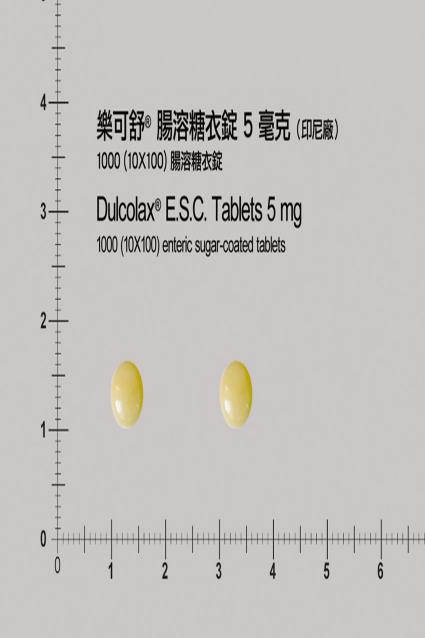 樂可舒® 腸溶糖衣錠 5 毫克 (印尼廠)
1000 (10X100) 腸溶糖衣錠
Dulcolax® E.S.C. Tablets 5 mg
1000 (10X100) enteric sugar-coated tablets
4
3
2
1
0
0 1 2 3 4 5 6